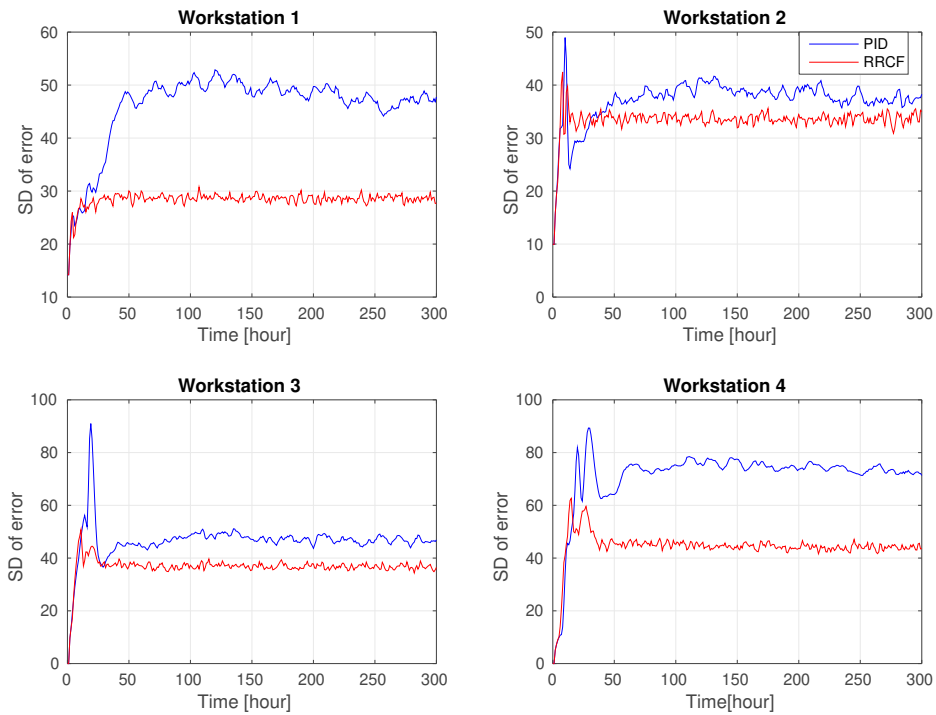 Workstation 1
60
50
40
30
20
10
SD of error
0 50 100 150 200 250 300
Time [hour]
Workstation 2
PID
RRCF
50
40
30
20
10
0
SD of error
0 50 100 150 200 250 300
Time [hour]
Workstation 3
100
80
60
40
20
0
SD of error
0 50 100 150 200 250 300
Time [hour]
Workstation 4
100
80
60
40
20
0
SD of error
0 50 100 150 200 250 300
Time[hour]